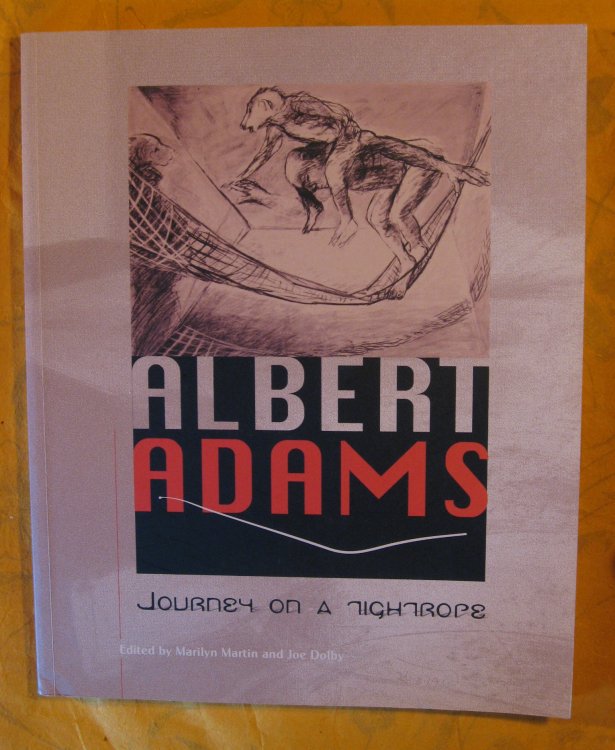 ALBERT
ADAMS
JOURNEY ON A TIGHTROPE
Edited by Marilyn Martin and Joe Dolby